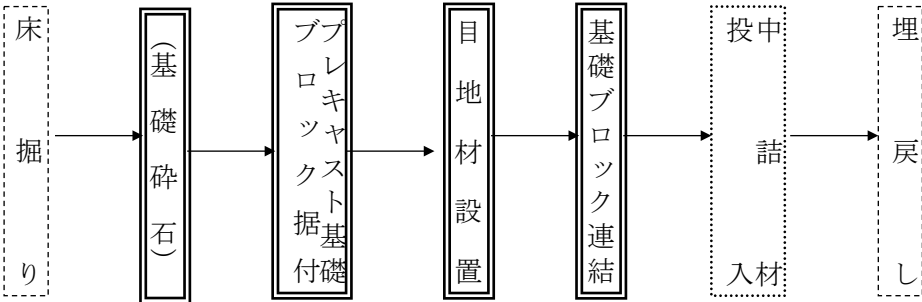 床掘り
(基礎砕石)
プレキャスト基礎
ブロック据付
目地材設置
基礎ブロック連結
中詰材
投入
埋戻し